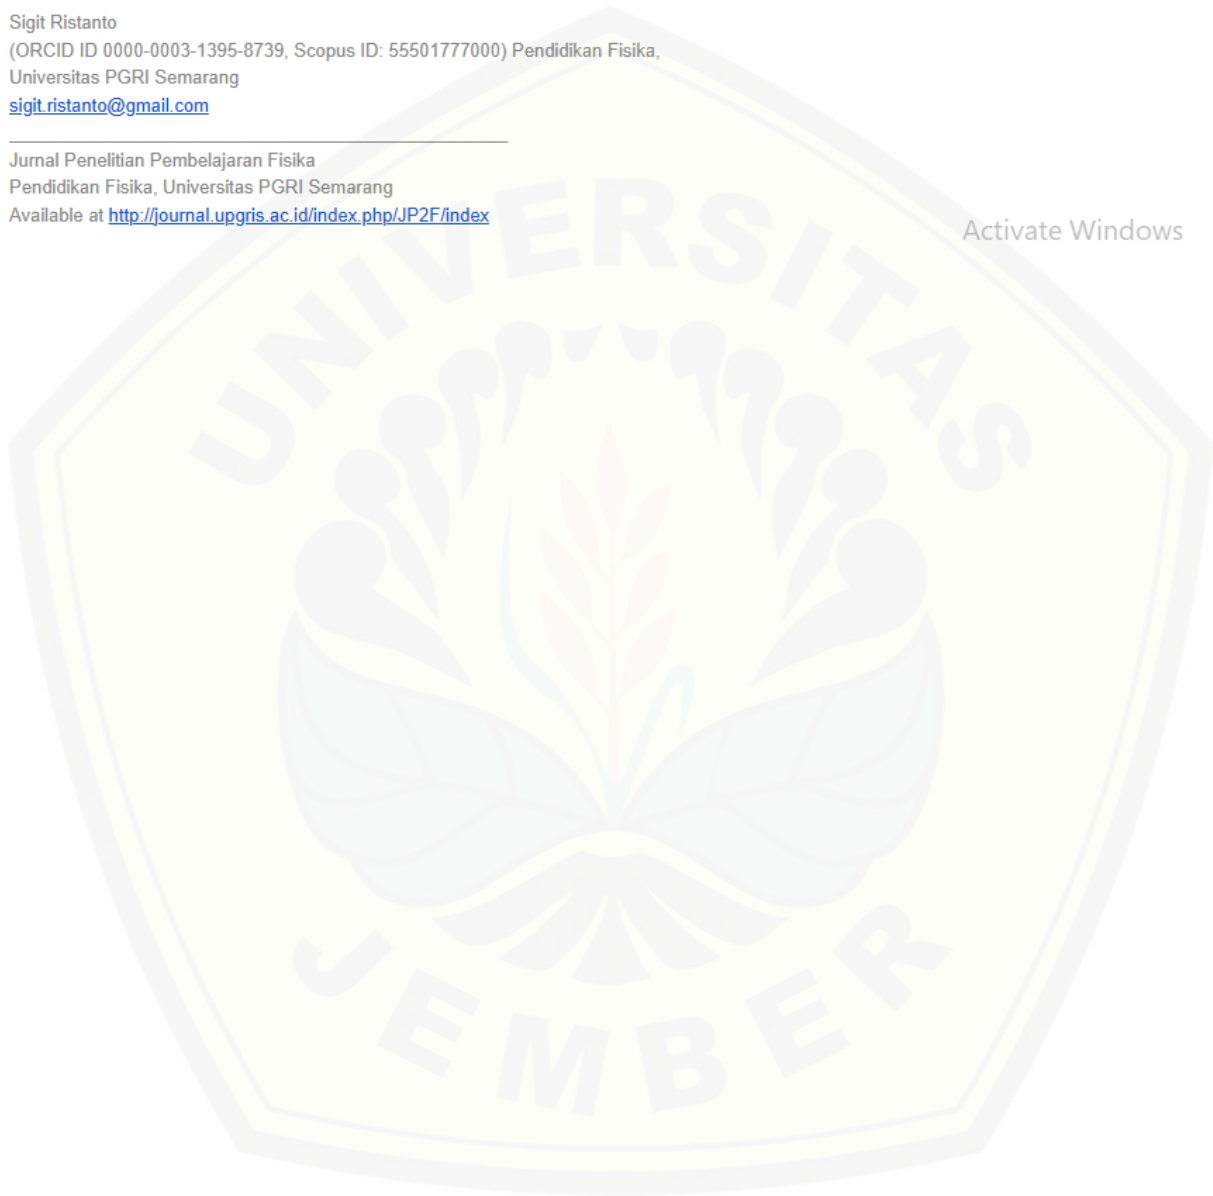 Sigit Ristanto
(ORCID ID 0000-0003-1395-8739, Scopus ID: 55501777000) Pendidikan Fisika,
Universitas PGRI Semarang
sigit.ristanto@gmail.com
Jurnal Penelitian Pembelajaran Fisika
Pendidikan Fisika, Universitas PGRI Semarang
Available at http://journal.upgris.ac.id/index.php/JP2F/index
Activate Windows
UNIVERSITAS
JEMBER